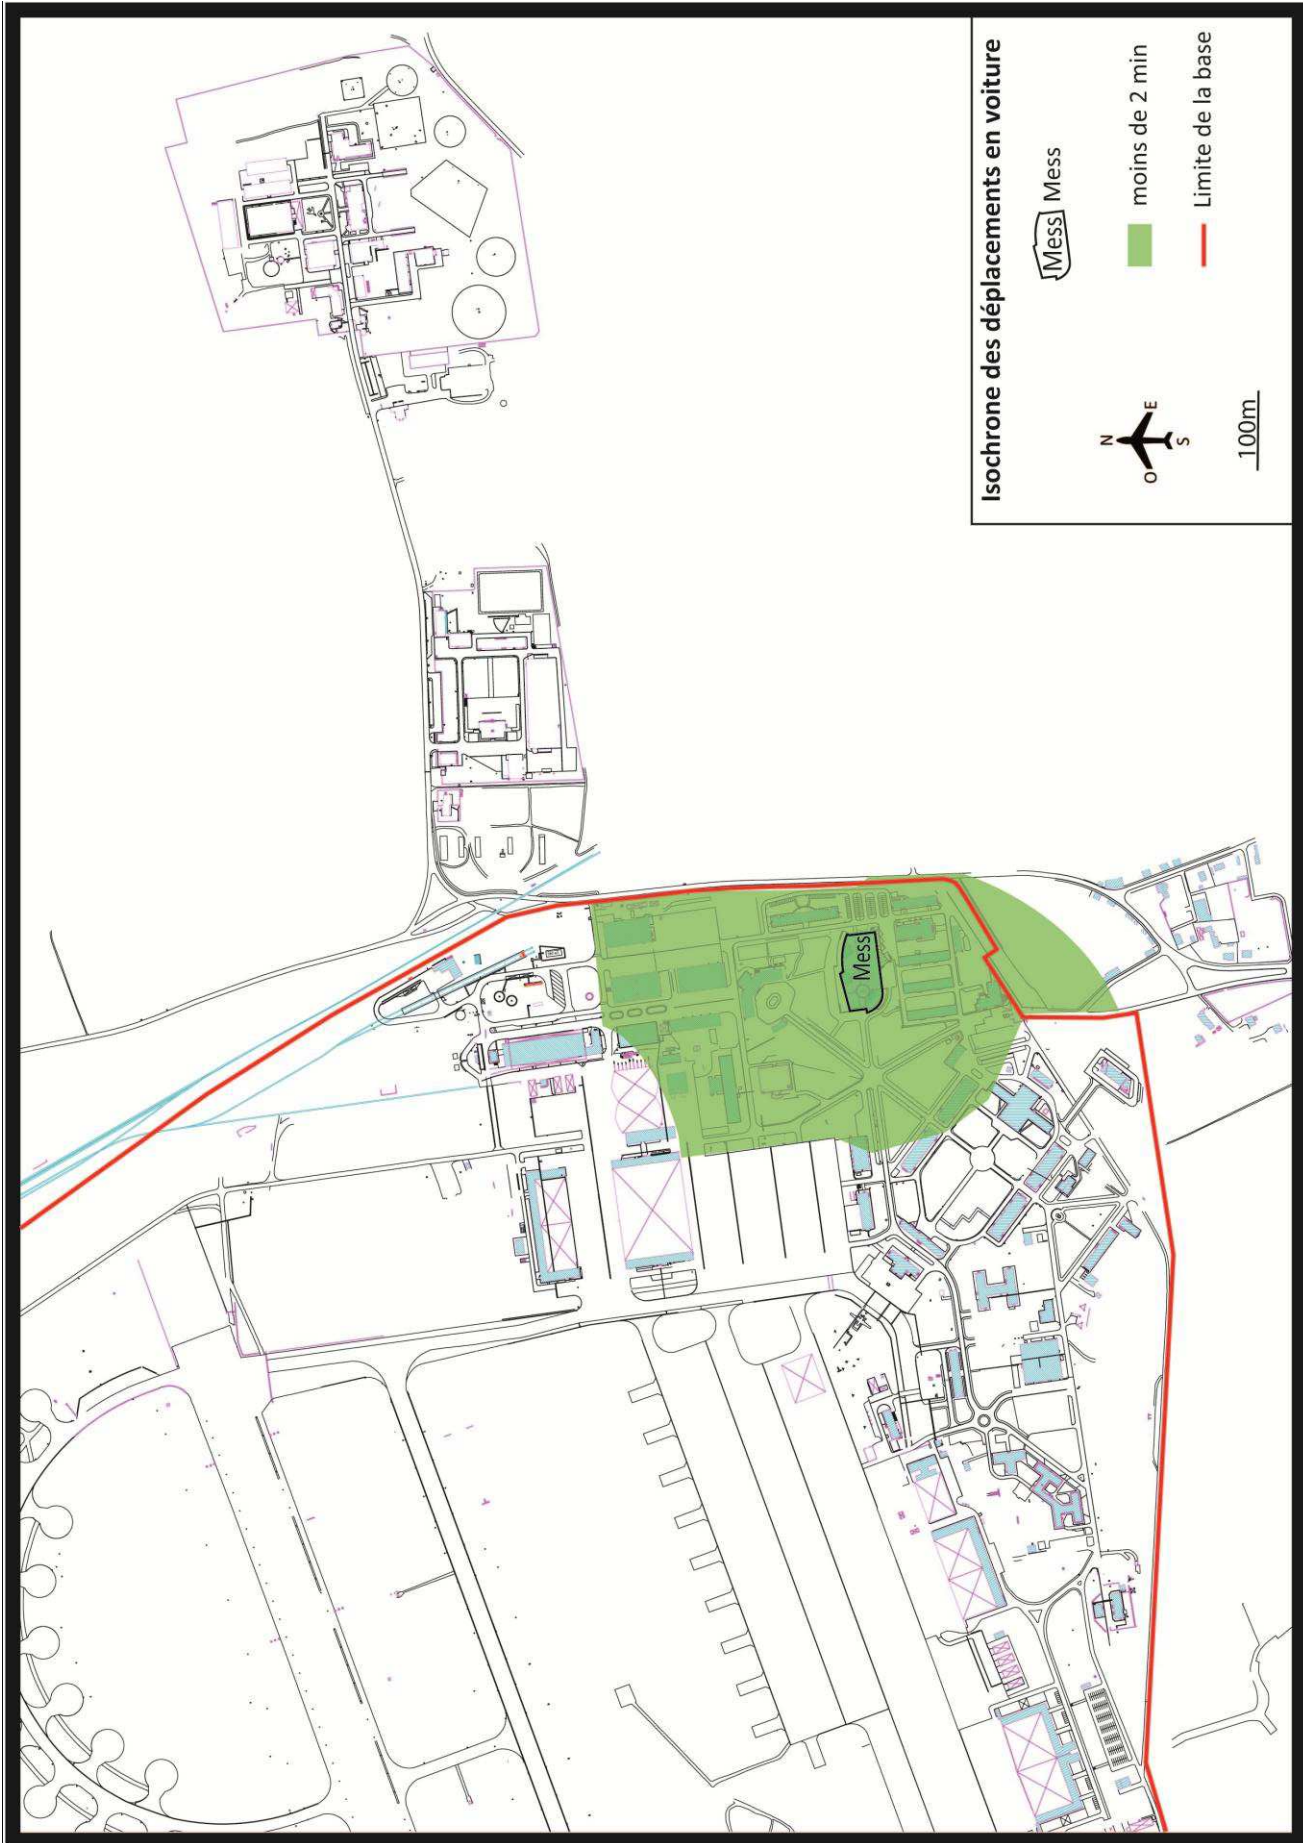 Isochrone des déplacements en voiture
Mess Mess
moins de 2 min
Limite de la base
N
O E
S
100m
Mess